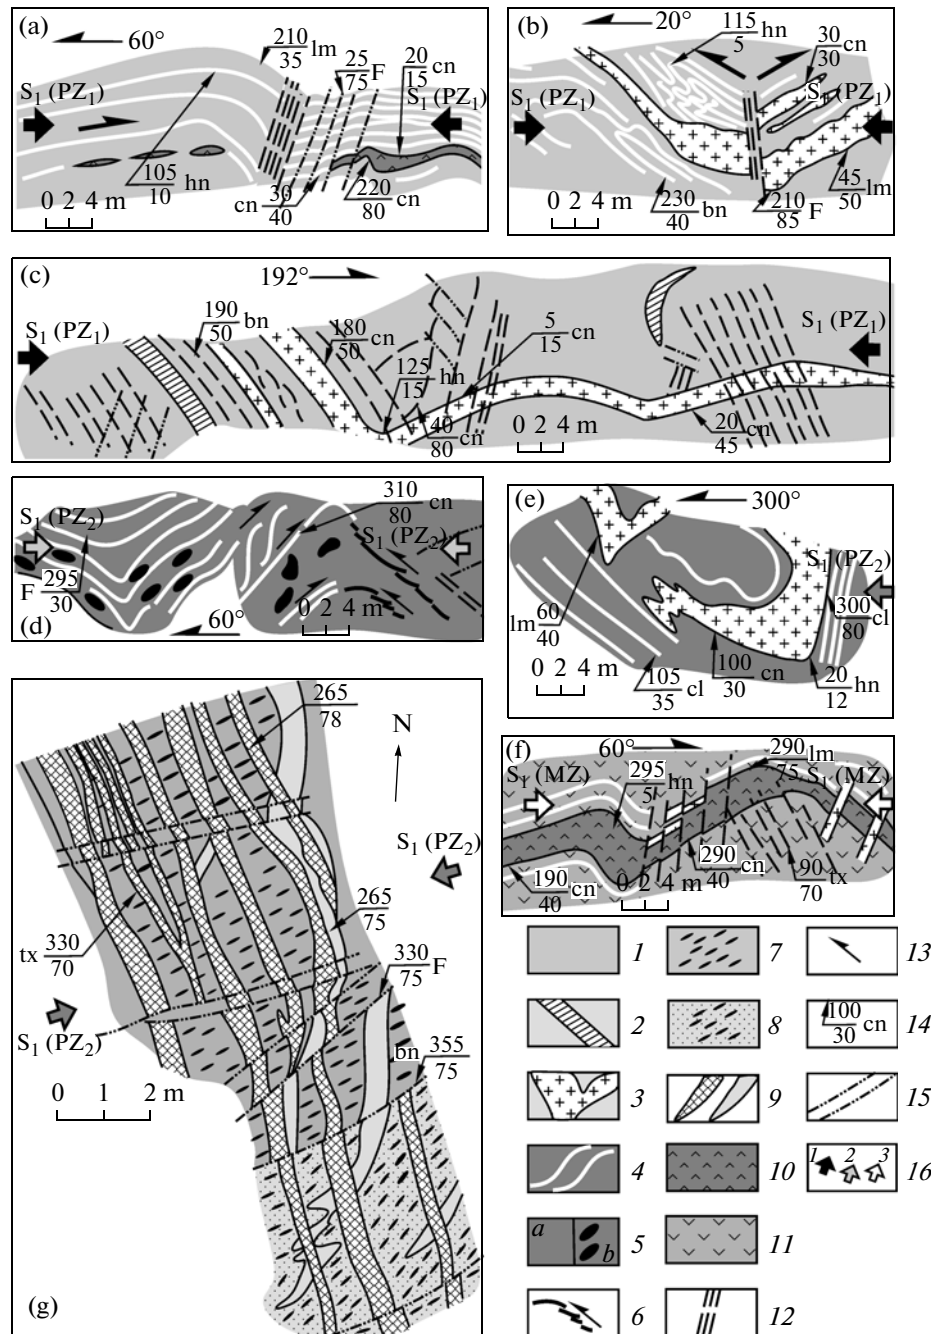 (a)
60°
210
35 lm
25
75 F
20
15 cn
S₁ (PZ₁)
S₁ (PZ₁)
105
10 hn
cn 30
40
220
80 cn
0 2 4 m
(b)
20°
115
5 hn
30
30 cn
S₁ (PZ₁)
S₁ (PZ₁)
0 2 4 m
230
40 bn
210
85 F
45
50 lm
(c)
192°
S₁ (PZ₁)
190
50 bn
180
50 cn
125
15 hn
40
80 cn
5
15 cn
0 2 4 m
20
45 cn
S₁ (PZ₁)
S₁ (PZ₂)
310
80 cn
S₁ (PZ₂)
F 295
30
(d)
60°
0 2 4 m
(e)
300°
S₁ (PZ₂)
lm 60
40
300
80 cl
0 2 4 m
105
35 cl
100
30 cn
20
12 hn
265
78
N
S₁ (PZ₂)
265
75
tx 330
70
330
75 F
S₁ (PZ₂)
bn 355
75
0 1 2 m
(g)
(f)
60°
S₁ (MZ)
295
5 hn
290
75 lm
S₁ (MZ)
190
40 cn
0 2 4 m
290
40 cn
90
70 tx
1
7
13
2
8
100
30 cn
14
3
9
15
4
10
1 2 3
16
a b
5
11
6
12